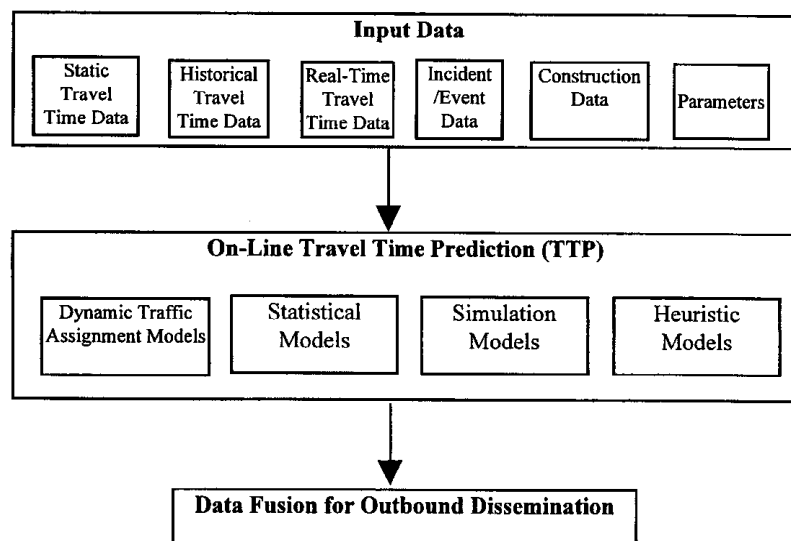 Input Data
Static
Travel
Time Data
Historical
Travel
Time Data
Real-Time
Travel
Time Data
Incident
/Event
Data
Construction
Data
Parameters
On-Line Travel Time Prediction (TTP)
Dynamic Traffic
Assignment Models
Statistical
Models
Simulation
Models
Heuristic
Models
Data Fusion for Outbound Dissemination